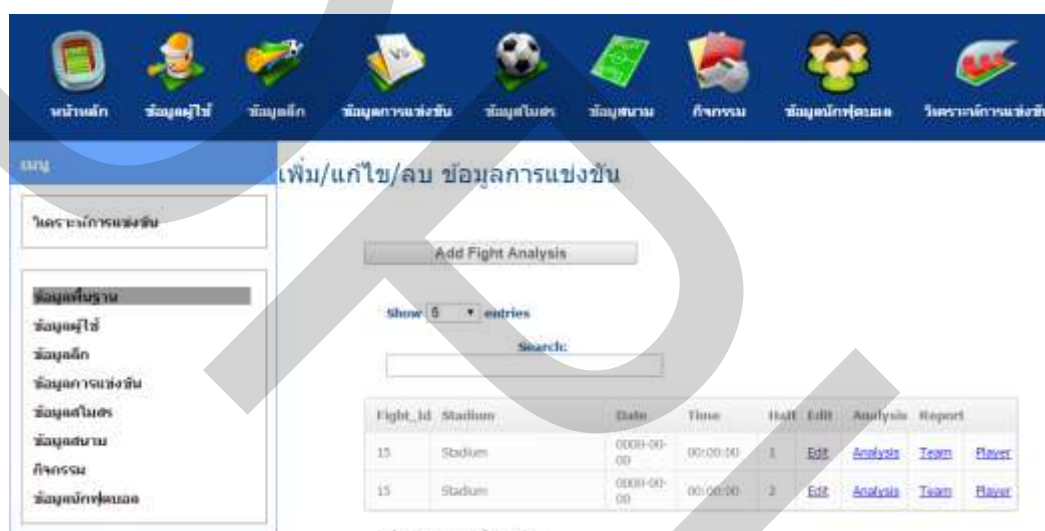 หน้าหลัก ข้อมูลผู้ใช้ ข้อมูลลีก ข้อมูลการแข่งขัน ข้อมูลสโมสร ข้อมูลสนาม กิจกรรม ข้อมูลนักฟุตบอล วิเคราะห์การแข่งขัน
เมนู
เพิ่ม/แก้ไข/ลบ ข้อมูลการแข่งขัน
วิเคราะห์การแข่งขัน
Add Fight Analysis
ข้อมูลพื้นฐาน
ข้อมูลผู้ใช้
ข้อมูลลีก
ข้อมูลการแข่งขัน
ข้อมูลสโมสร
ข้อมูลสนาม
กิจกรรม
ข้อมูลนักฟุตบอล
Show 5 entries
Search:
Fight_Id Stadium Date Time Half Edit Analysis Report
15 Stadium 0000-00-00 00:00:00 1 Edit Analysis Team Player
15 Stadium 0000-00-00 00:00:00 2 Edit Analysis Team Player